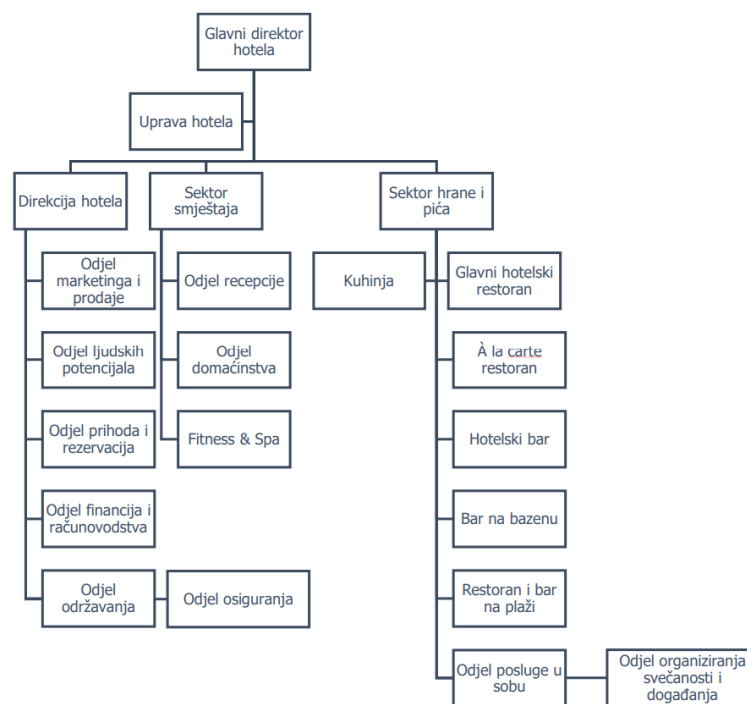 Glavni direktor
hotela
Uprava hotela
Direkcija hotela
Sektor
smještaja
Sektor hrane i
pića
Odjel
marketinga i
prodaje
Odjel recepcije
Kuhinja
Glavni hotelski
restoran
Odjel ljudskih
potencijala
Odjel
domaćinstva
À la carte
restoran
Odjel prihoda i
rezervacija
Fitness & Spa
Hotelski bar
Odjel financija i
računovodstva
Bar na bazenu
Odjel
održavanja
Odjel osiguranja
Restoran i bar
na plaži
Odjel posluge u
sobu
Odjel organiziranja
svečanosti i
događanja